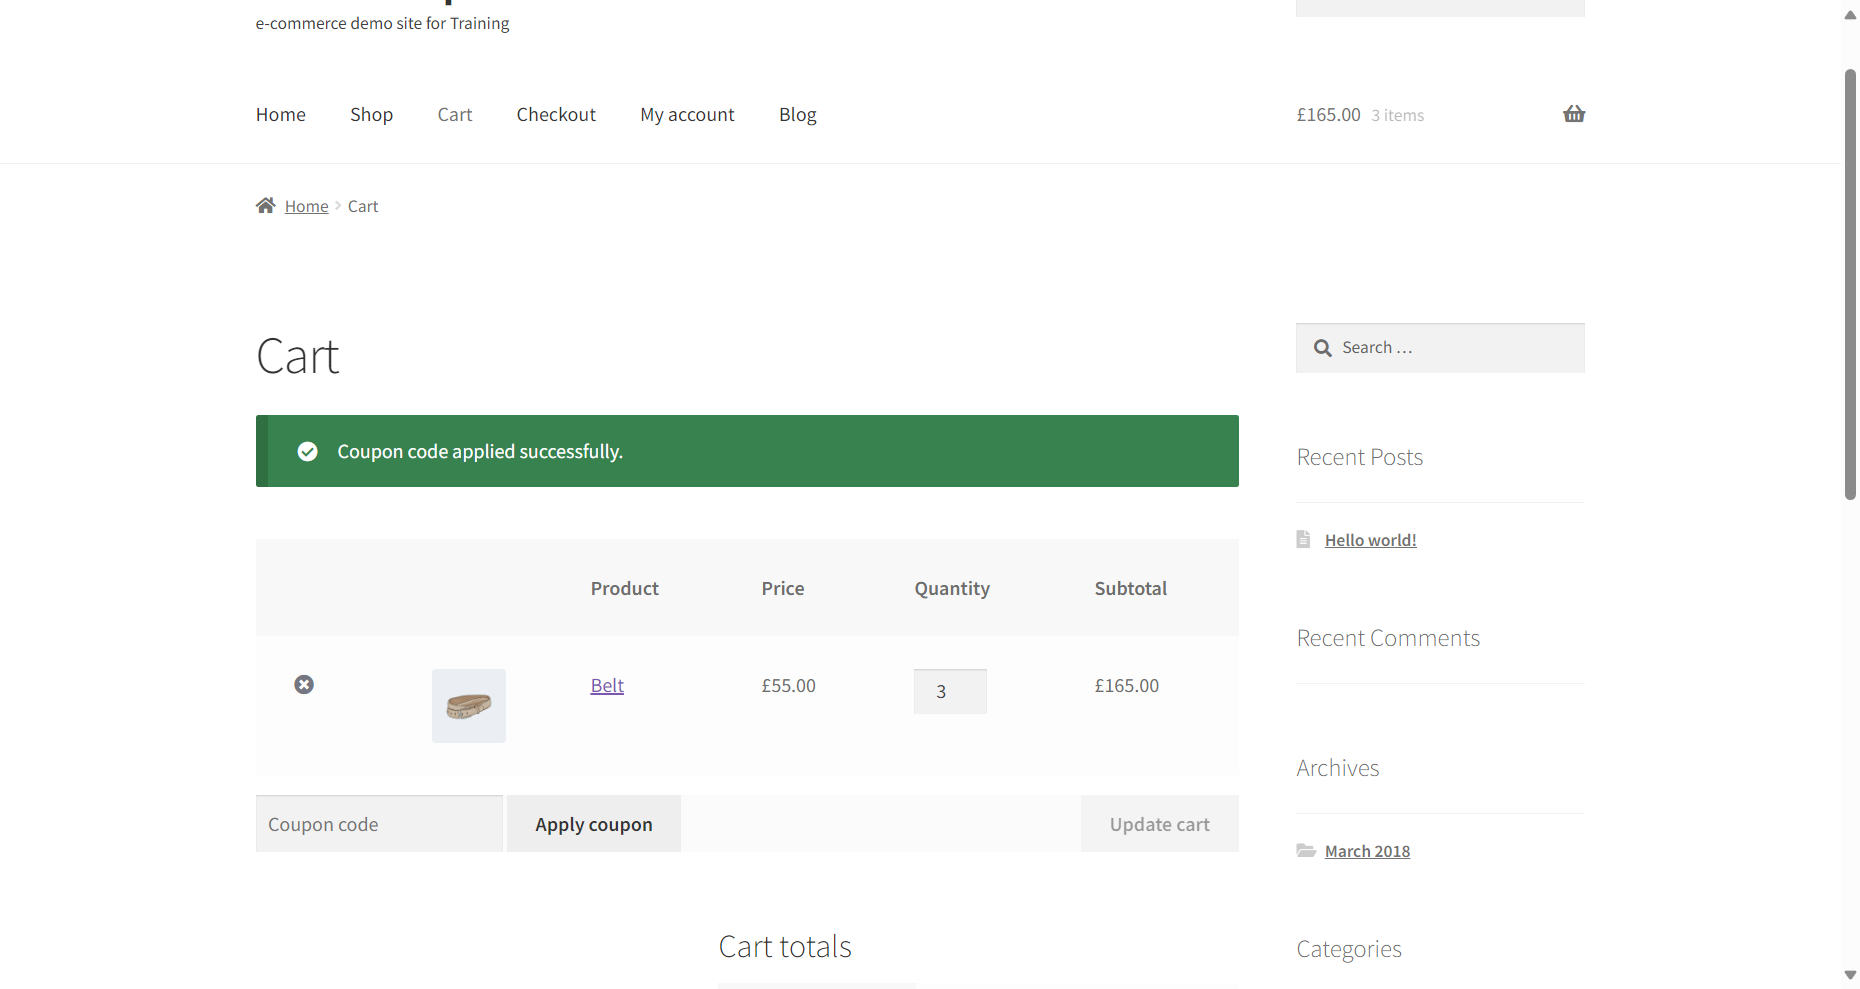 e-commerce demo site for Training
Home Shop Cart Checkout My account Blog £165.00 3 items
Home Cart
Cart
Search …
Coupon code applied successfully.
Recent Posts
Hello world!
Product Price Quantity Subtotal
Recent Comments
Belt £55.00 3 £165.00
Archives
Coupon code Apply coupon Update cart
March 2018
Cart totals
Categories